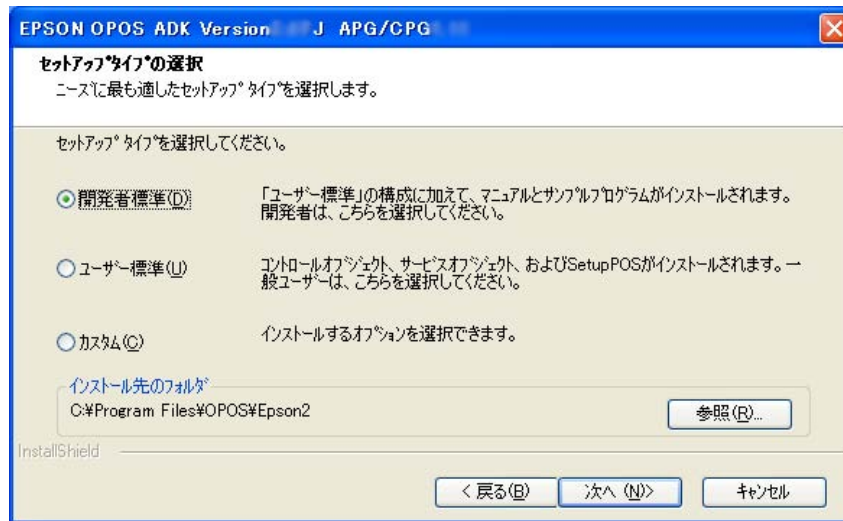 EPSON OPOS ADK Version J APG/CPG
セットアップ タイプの選択
ニーズに最も適したセットアップ タイプを選択します。
セットアップ タイプを選択してください。
開発者標準(D)
「ユーザー標準」の構成に加えて、マニュアルとサンプルプログラムがインストールされます。
開発者は、こちらを選択してください。
ユーザー標準(U)
コントロールオブジェクト、サービスオブジェクト、およびSetupPOSがインストールされます。一
般ユーザーは、こちらを選択してください。
カスタム(C)
インストールするオプションを選択できます。
インストール先のフォルダ
C:¥Program Files¥OPOS¥Epson2
参照(R)...
InstallShield
< 戻る(B)
次へ (N)>
キャンセル